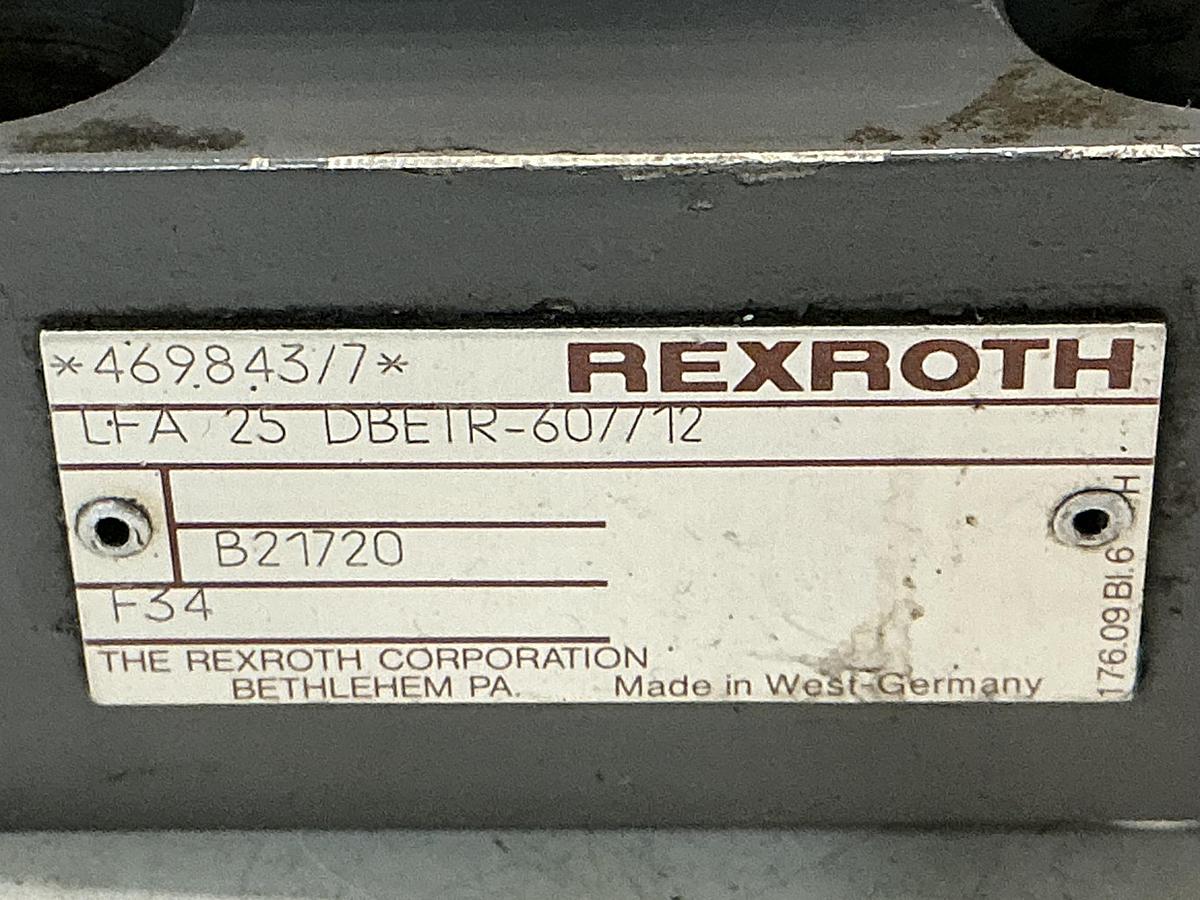 *469843/7* REXROTH
LFA 25 DBETR-60//12
B21720
F34
THE REXROTH CORPORATION
BETHLEHEM PA. Made in West-Germany
176.09 Bl.6 H